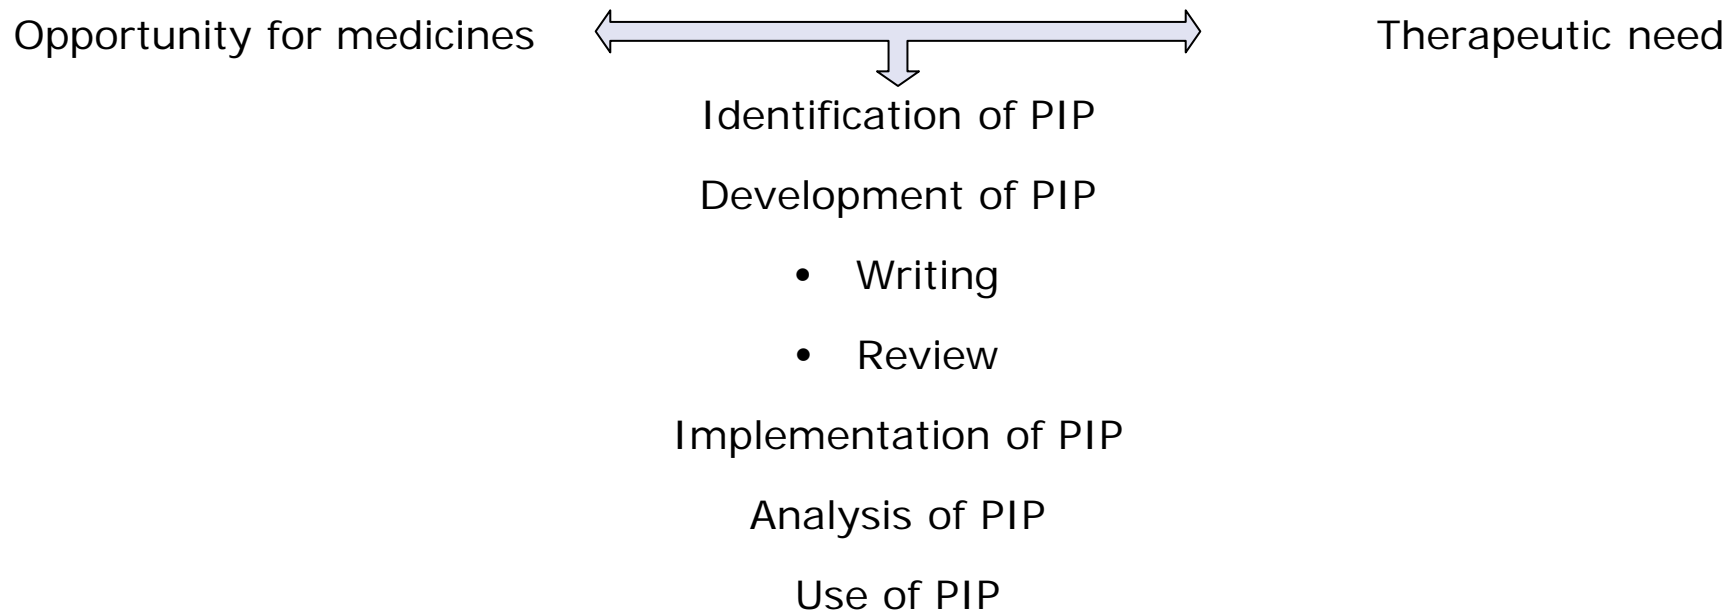 Opportunity for medicines Therapeutic need
Identification of PIP
Development of PIP
• Writing
• Review
Implementation of PIP
Analysis of PIP
Use of PIP